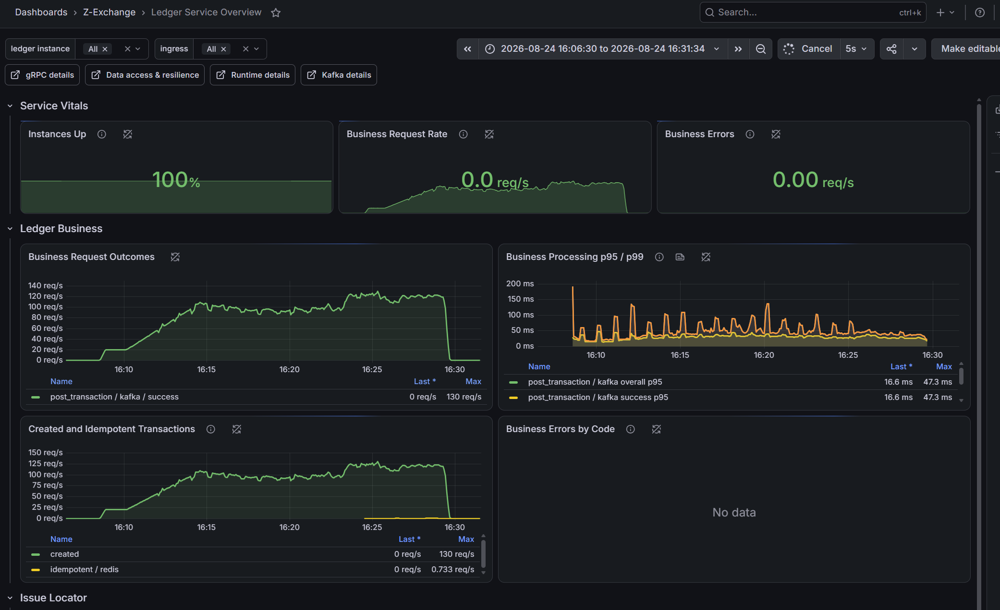 Dashboards › Z-Exchange › Ledger Service Overview
Search... ctrl+k
ledger instance All ingress All
2026-08-24 16:06:30 to 2026-08-24 16:31:34 Cancel 5s Make editable
gRPC details Data access & resilience Runtime details Kafka details
Service Vitals
Instances Up
100%
Business Request Rate
0.0 req/s
Business Errors
0.00 req/s
Ledger Business
Business Request Outcomes
140 req/s
120 req/s
100 req/s
80 req/s
60 req/s
40 req/s
20 req/s
0 req/s
16:10 16:15 16:20 16:25 16:30
Name Last * Max
post_transaction / kafka / success 0 req/s 130 req/s
Business Processing p95 / p99
200 ms
150 ms
100 ms
50 ms
0 ms
16:10 16:15 16:20 16:25 16:30
Name Last * Max
post_transaction / kafka overall p95 16.6 ms 47.3 ms
post_transaction / kafka success p95 16.6 ms 47.3 ms
Created and Idempotent Transactions
150 req/s
125 req/s
100 req/s
75 req/s
50 req/s
25 req/s
0 req/s
16:10 16:15 16:20 16:25 16:30
Name Last * Max
created 0 req/s 130 req/s
idempotent / redis 0 req/s 0.733 req/s
Business Errors by Code
No data
Issue Locator